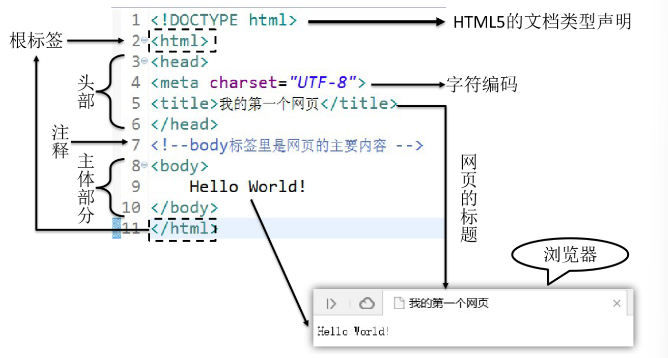 1 <!DOCTYPE html>
HTML5的文档类型声明
根标签
2 <html>
3 <head>
头部
4 <meta charset="UTF-8">
字符编码
5 <title>我的第一个网页</title>
6 </head>
注释
7 <!--body标签里是网页的主要内容 -->
主体部分
8 <body>
9 Hello World!
10 </body>
11 </html>
网页的标题
浏览器
我的第一个网页 ×
Hello World!